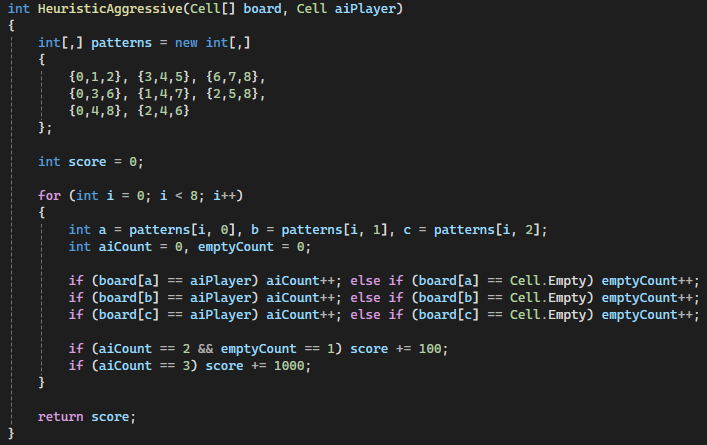 int HeuristicAggressive(Cell[] board, Cell aiPlayer)
{
    int[,] patterns = new int[,]
    {
        {0,1,2}, {3,4,5}, {6,7,8},
        {0,3,6}, {1,4,7}, {2,5,8},
        {0,4,8}, {2,4,6}
    };

    int score = 0;

    for (int i = 0; i < 8; i++)
    {
        int a = patterns[i, 0], b = patterns[i, 1], c = patterns[i, 2];
        int aiCount = 0, emptyCount = 0;

        if (board[a] == aiPlayer) aiCount++; else if (board[a] == Cell.Empty) emptyCount++;
        if (board[b] == aiPlayer) aiCount++; else if (board[b] == Cell.Empty) emptyCount++;
        if (board[c] == aiPlayer) aiCount++; else if (board[c] == Cell.Empty) emptyCount++;

        if (aiCount == 2 && emptyCount == 1) score += 100;
        if (aiCount == 3) score += 1000;
    }

    return score;
}